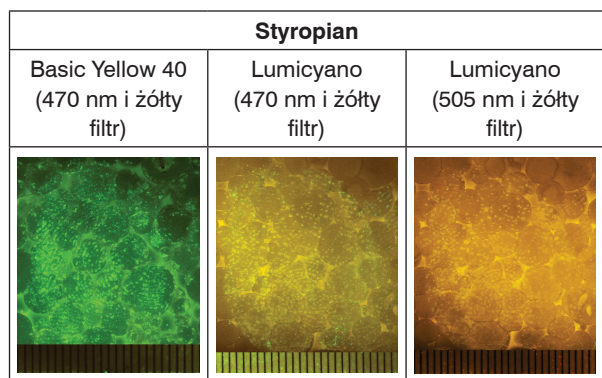 Styropian
Basic Yellow 40
(470 nm i żółty
filtr)
Lumicyano
(470 nm i żółty
filtr)
Lumicyano
(505 nm i żółty
filtr)